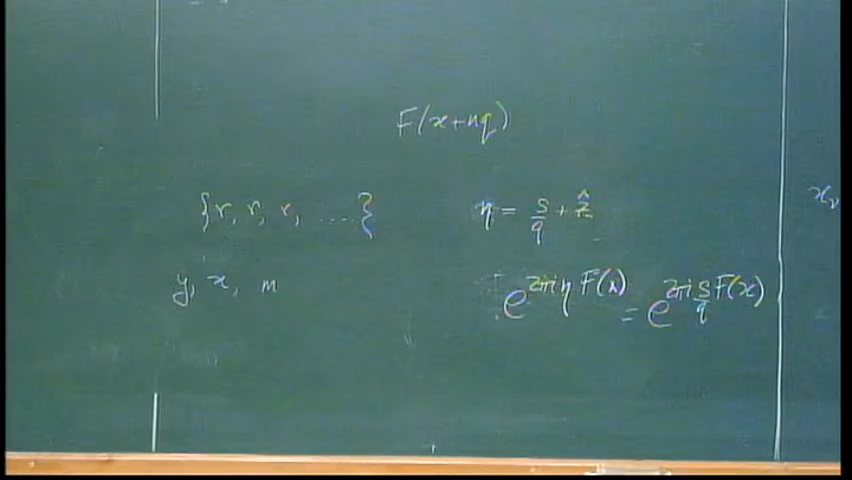 F(x+nq)
{r, r, r, ....}
η = s/q + ẑ
x_ν
y, x, m
e^{2πiη F(x)} = e^{2πi s/q F(x)}